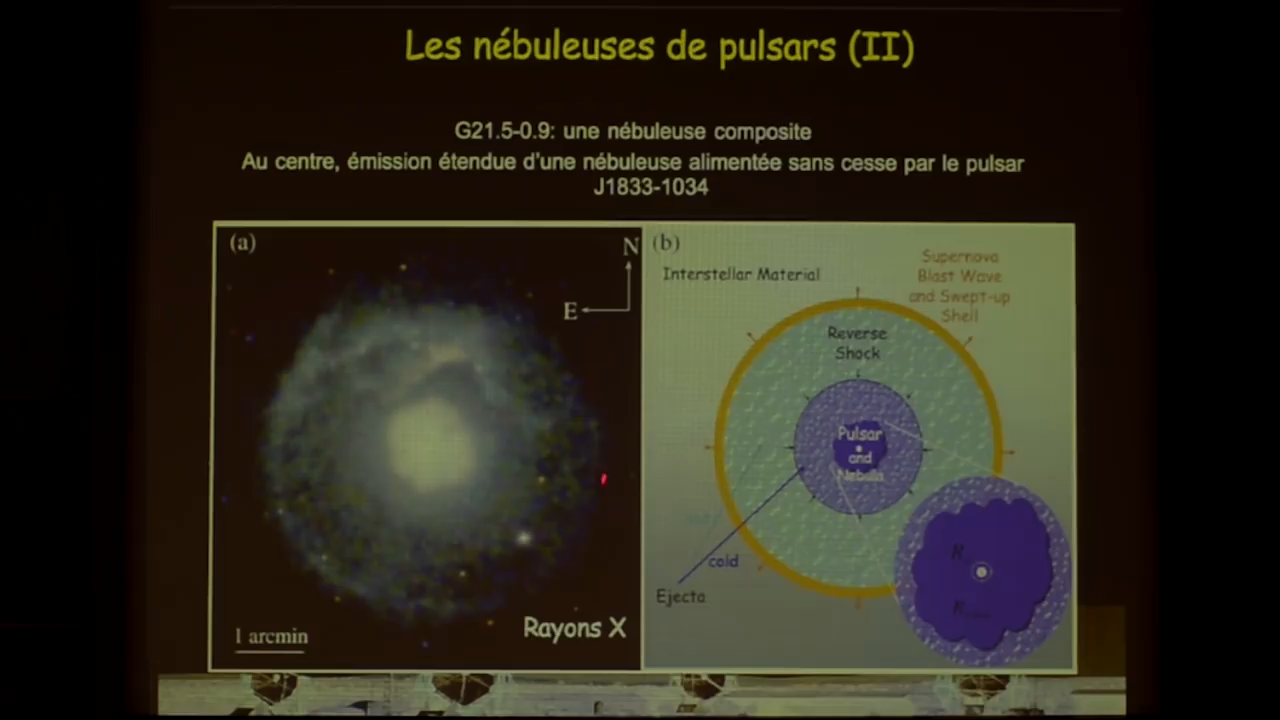 Les nébuleuses de pulsars (II)
G21.5-0.9: une nébuleuse composite
Au centre, émission étendue d'une nébuleuse alimentée sans cesse par le pulsar
J1833-1034
(a)
N
E
1 arcmin
Rayons X
(b)
Interstellar Material
Supernova
Blast Wave
and Swept-up
Shell
Reverse
Shock
Pulsar
and
Nebula
cold
Ejecta